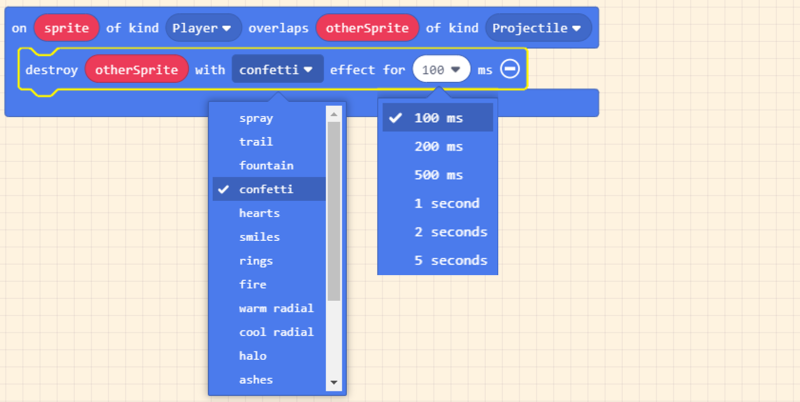 on sprite of kind Player overlaps otherSprite of kind Projectile
destroy otherSprite with confetti effect for 100 ms
spray
trail
fountain
confetti
hearts
smiles
rings
fire
warm radial
cool radial
halo
ashes
100 ms
200 ms
500 ms
1 second
2 seconds
5 seconds